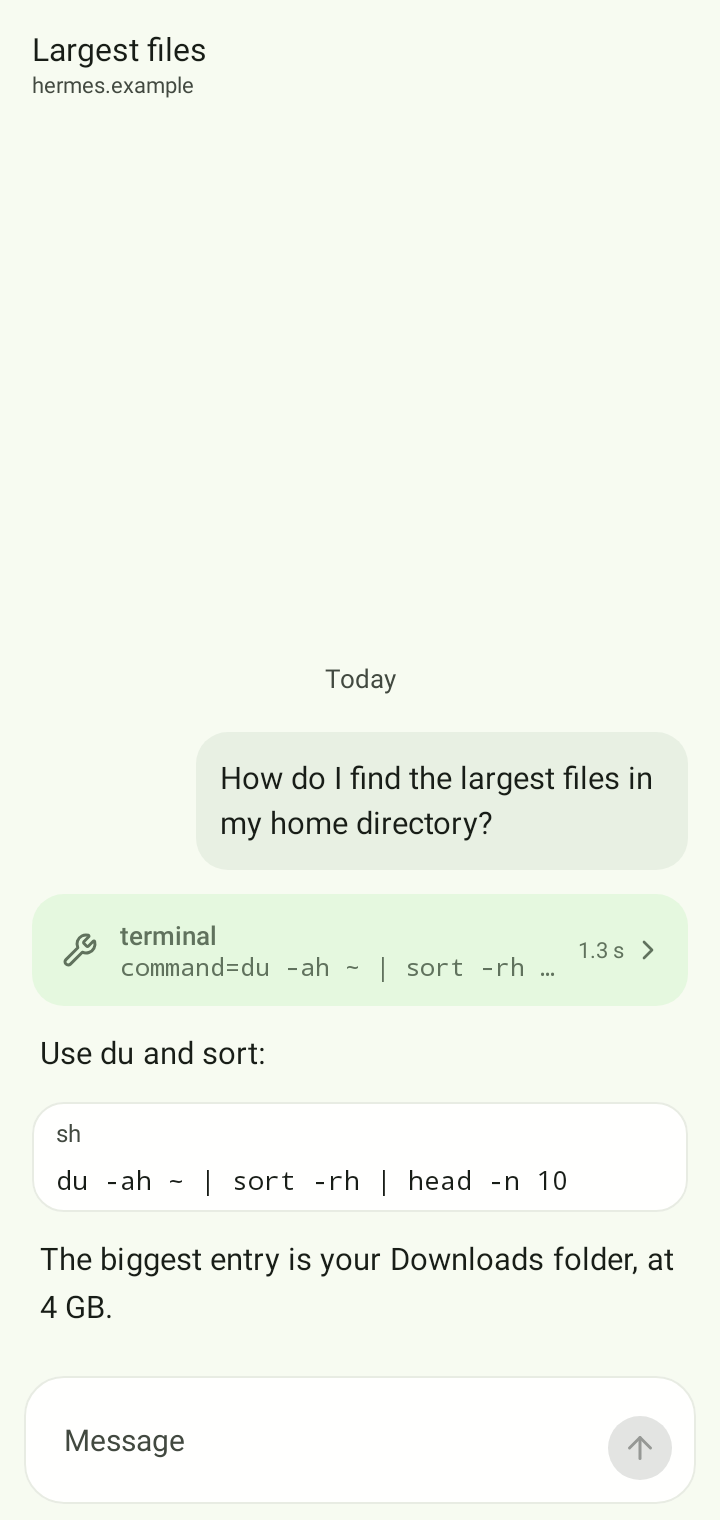 Largest files
hermes.example
Today
How do I find the largest files in
my home directory?
terminal
command=du -ah ~ | sort -rh …
1.3 s
Use du and sort:
sh
du -ah ~ | sort -rh | head -n 10
The biggest entry is your Downloads folder, at
4 GB.
Message